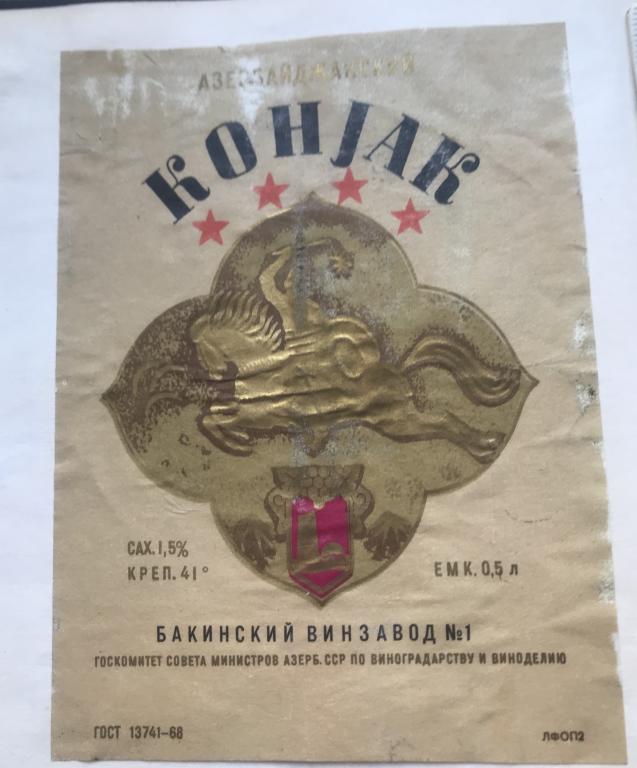 АЗЕРБАЙДЖАНСКИЙ
КОНЈАК
САХ. 1,5%
КРЕП. 41°
ЕМК. 0,5 л
БАКИНСКИЙ ВИНЗАВОД №1
ГОСКОМИТЕТ СОВЕТА МИНИСТРОВ АЗЕРБ. ССР ПО ВИНОГРАДАРСТВУ И ВИНОДЕЛИЮ
ГОСТ 13741–68
ЛФОП2